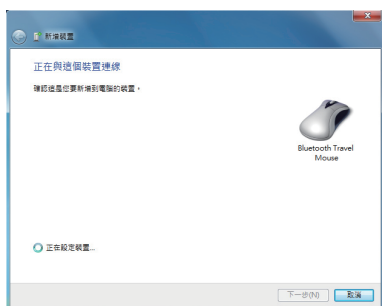 新增裝置
正在與這個裝置連線
確認這是您要新增到電腦的裝置。
Bluetooth Travel
Mouse
正在設定裝置...
下一步(N)
取消